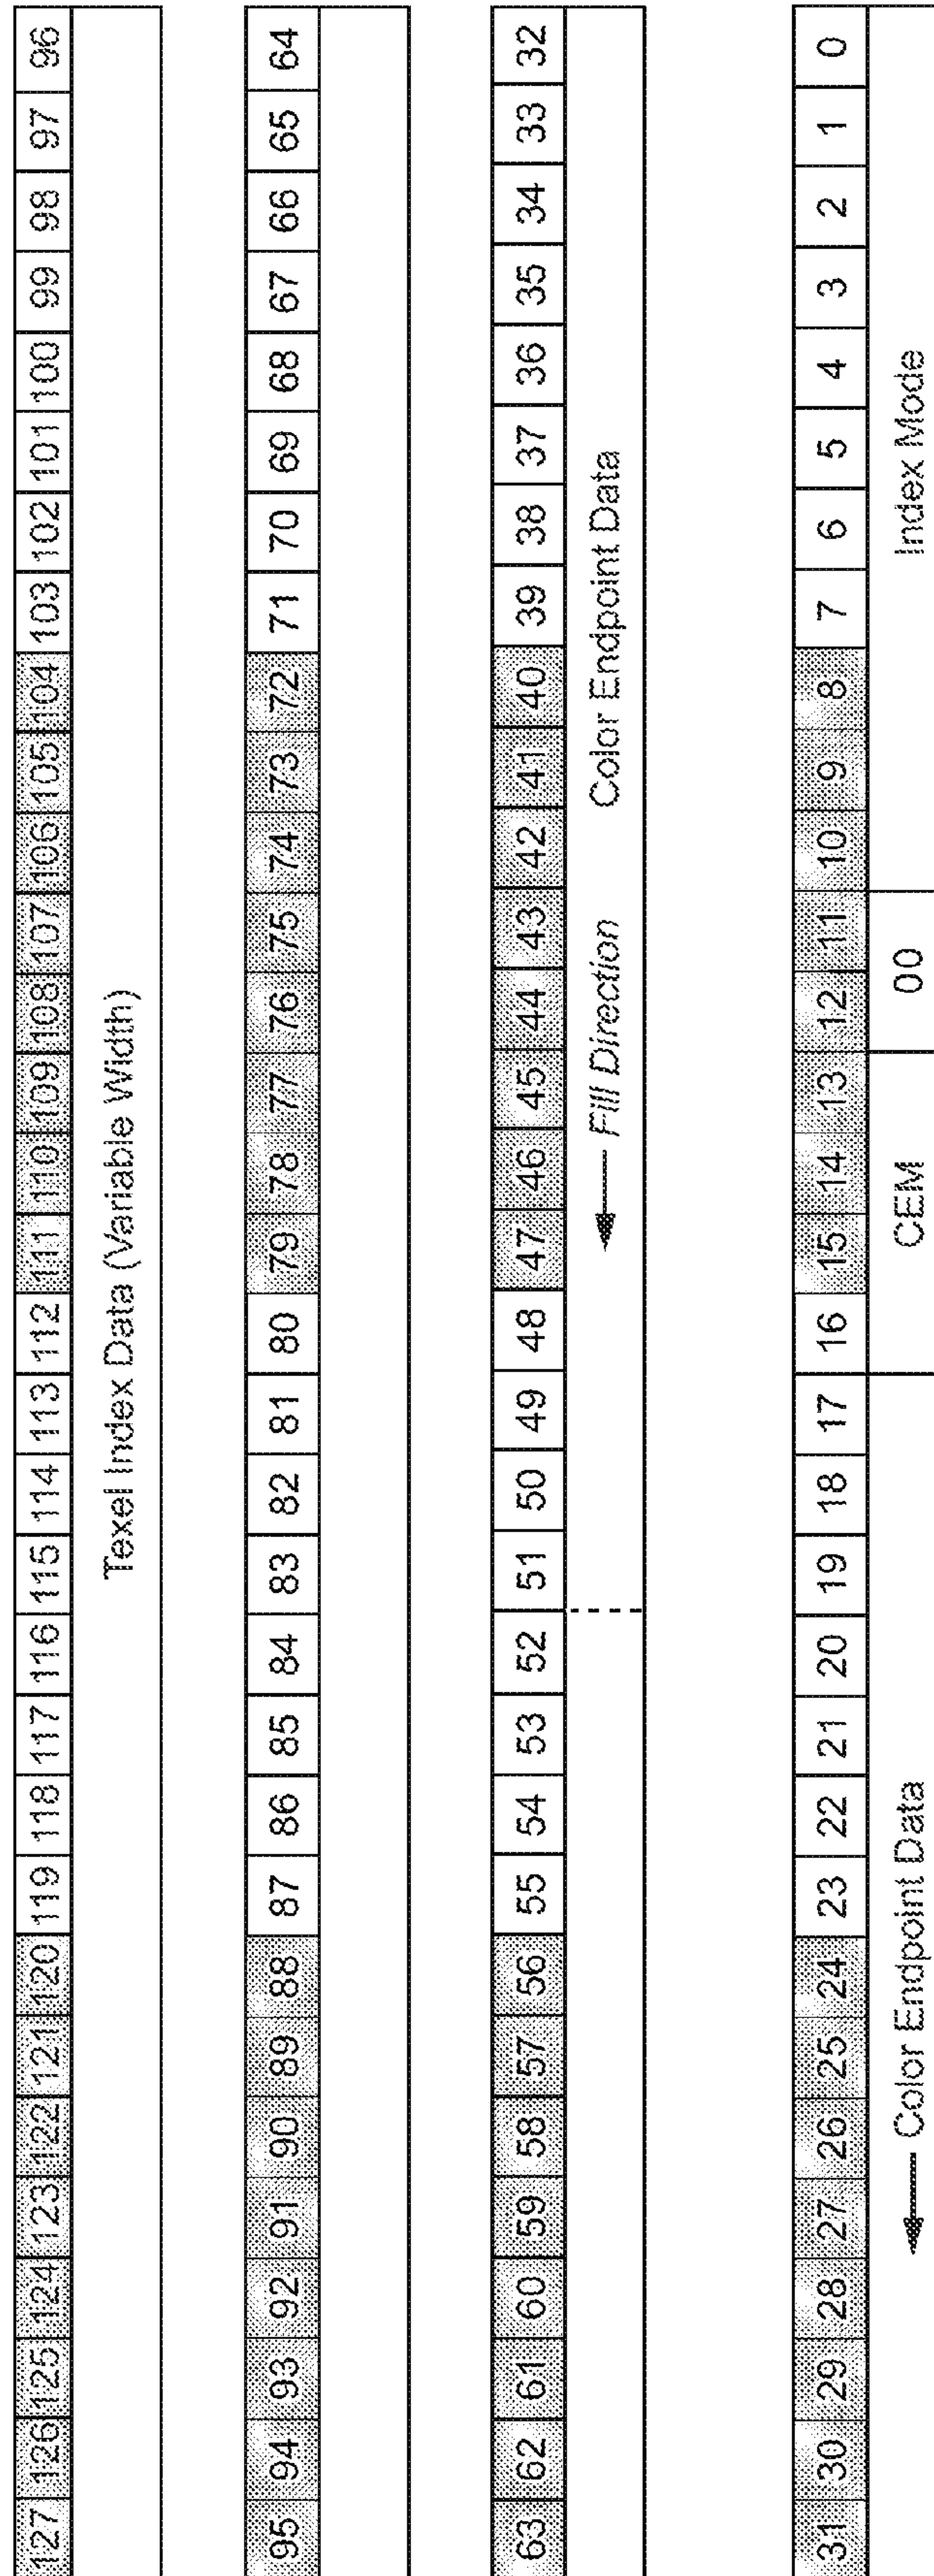 127 126 125 124 123 122 121 120 119 118 117 116 115 114 113 112 111 110 109 108 107 106 105 104 103 102 101 100 99 98 97 96
Texel Index Data (Variable Width)
95 94 93 92 91 90 89 88 87 86 85 84 83 82 81 80 79 78 77 76 75 74 73 72 71 70 69 68 67 66 65 64
63 62 61 60 59 58 57 56 55 54 53 52 51 50 49 48 47 46 45 44 43 42 41 40 39 38 37 36 35 34 33 32
Fill Direction Color Endpoint Data
31 30 29 28 27 26 25 24 23 22 21 20 19 18 17 16 15 14 13 12 11 10 9 8 7 6 5 4 3 2 1 0
Color Endpoint Data CEM 00 Index Mode